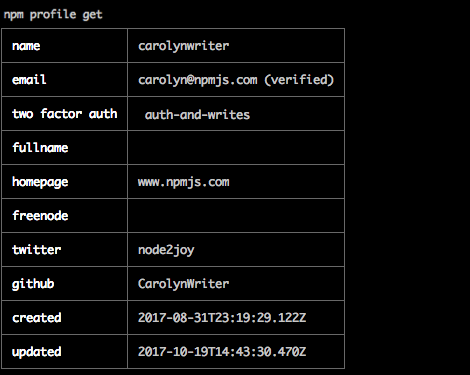 npm profile get
name carolynwriter
email carolyn@npmjs.com (verified)
two factor auth auth-and-writes
fullname
homepage www.npmjs.com
freenode
twitter node2joy
github CarolynWriter
created 2017-08-31T23:19:29.122Z
updated 2017-10-19T14:43:30.470Z